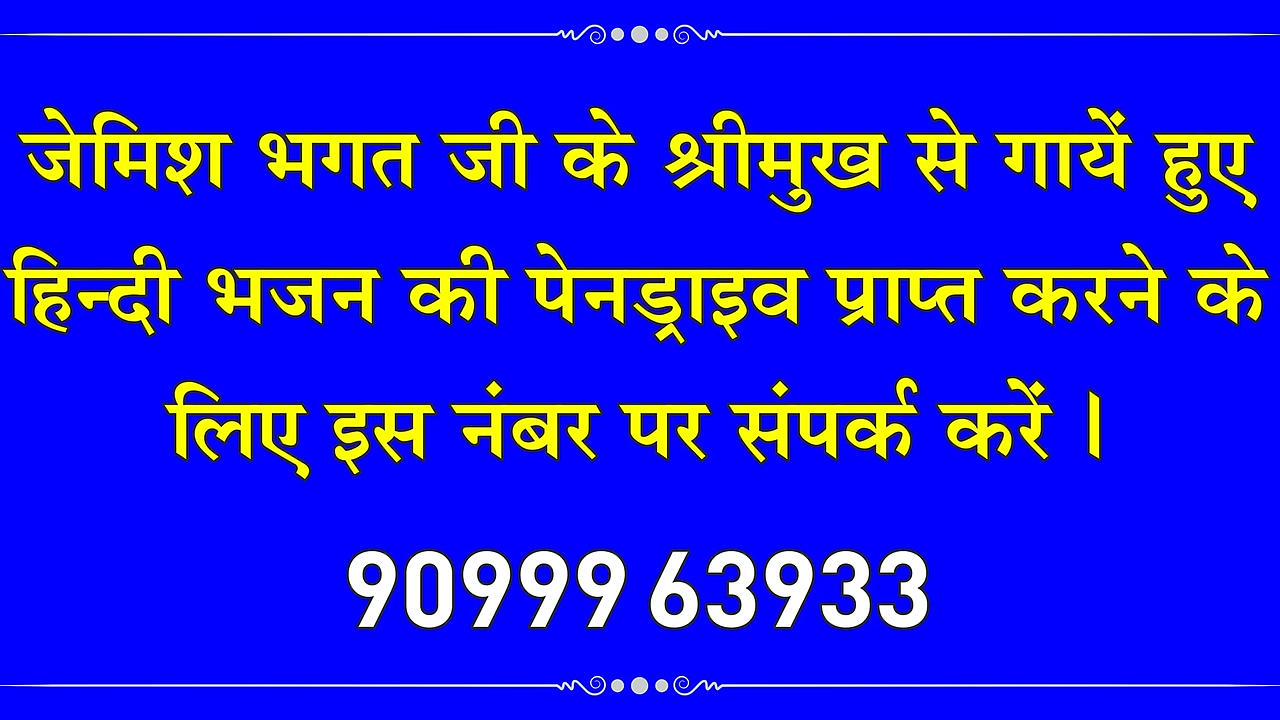 जेमिश भगत जी के श्रीमुख से गायें हुए
हिन्दी भजन की पेनड्राइव प्राप्त करने के
लिए इस नंबर पर संपर्क करें ।
90999 63933